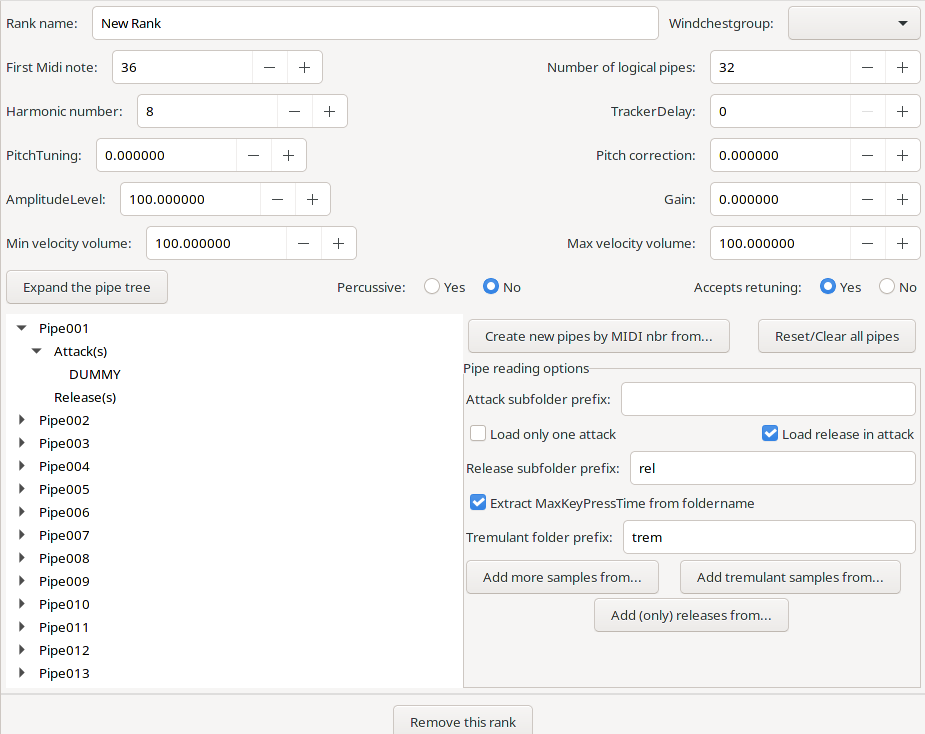 Rank name: New Rank Windchestgroup:
First Midi note: 36 Number of logical pipes: 32
Harmonic number: 8 TrackerDelay: 0
PitchTuning: 0.000000 Pitch correction: 0.000000
AmplitudeLevel: 100.000000 Gain: 0.000000
Min velocity volume: 100.000000 Max velocity volume: 100.000000
Expand the pipe tree Percussive: Yes No Accepts retuning: Yes No
Pipe001
Attack(s)
DUMMY
Release(s)
Pipe002
Pipe003
Pipe004
Pipe005
Pipe006
Pipe007
Pipe008
Pipe009
Pipe010
Pipe011
Pipe012
Pipe013
Create new pipes by MIDI nbr from... Reset/Clear all pipes
Pipe reading options
Attack subfolder prefix:
Load only one attack Load release in attack
Release subfolder prefix: rel
Extract MaxKeyPressTime from foldername
Tremulant folder prefix: trem
Add more samples from... Add tremulant samples from...
Add (only) releases from...
Remove this rank